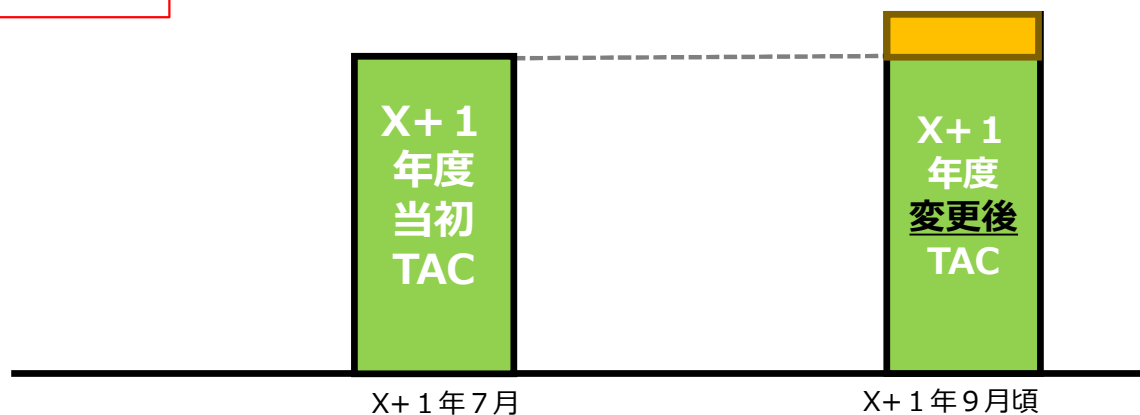 X+１
年度
当初
TAC
X+１
年度
変更後
TAC
X+１年７月
X+１年９月頃